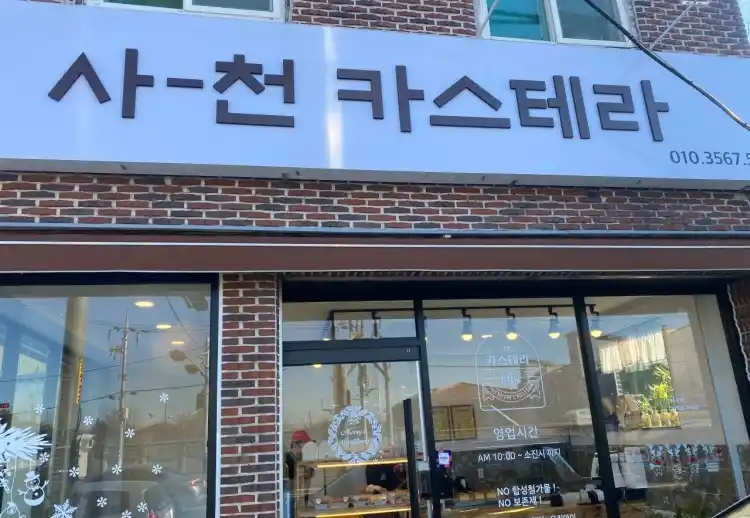 사-천 카스테라
010.3567.5
카스테라
영업시간
AM 10:00 ~ 소진시 까지
NO 합성첨가물!
NO 보존제!